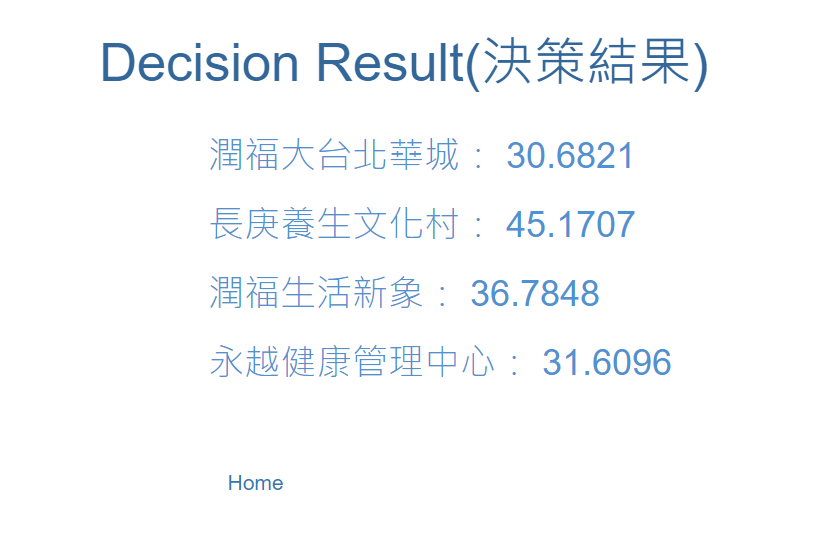 Decision Result(決策結果)
潤福大台北華城： 30.6821
長庚養生文化村： 45.1707
潤福生活新象： 36.7848
永越健康管理中心： 31.6096
Home